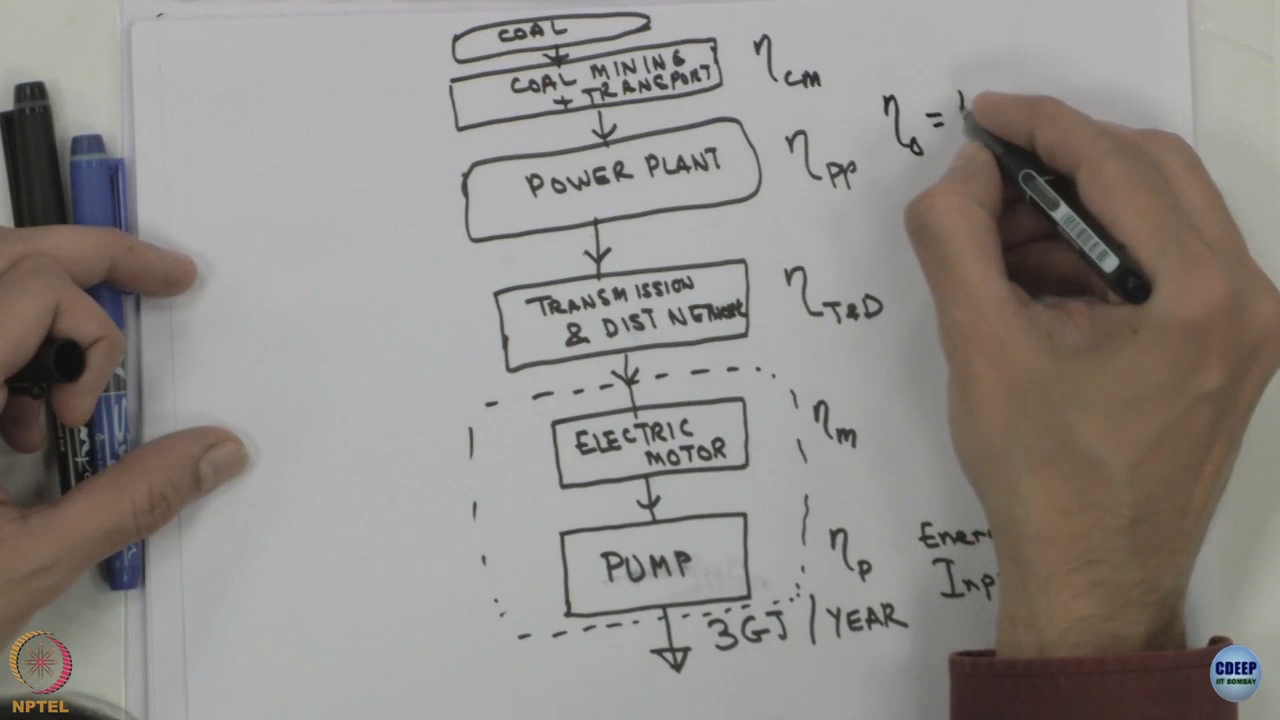 COAL
COAL MINING
+ TRANSPORT
η_cm
POWER PLANT
η_PP
η_o =
TRANSMISSION
& DIST NETWORK
η_T&D
ELECTRIC
MOTOR
η_m
PUMP
η_p
3GJ / YEAR
NPTEL
CDEEP
IIT BOMBAY